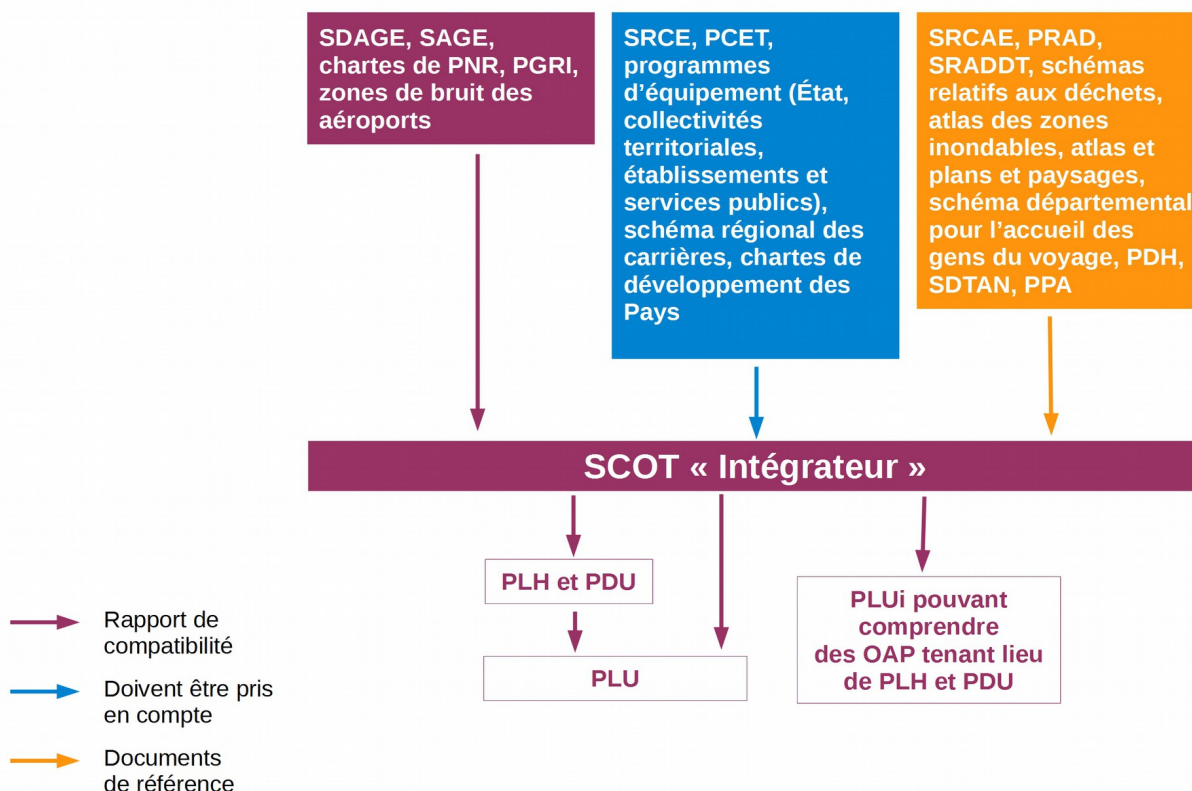 SDAGE, SAGE,
chartes de PNR, PGRI,
zones de bruit des
aéroports
SRCE, PCET,
programmes
d’équipement (État,
collectivités
territoriales,
établissements et
services publics),
schéma régional des
carrières, chartes de
développement des
Pays
SRCAE, PRAD,
SRADDT, schémas
relatifs aux déchets,
atlas des zones
inondables, atlas et
plans et paysages,
schéma départemental
pour l’accueil des
gens du voyage, PDH,
SDTAN, PPA
SCOT « Intégrateur »
PLH et PDU
PLU
PLUi pouvant
comprendre
des OAP tenant lieu
de PLH et PDU
Rapport de
compatibilité
Doivent être pris
en compte
Documents
de référence